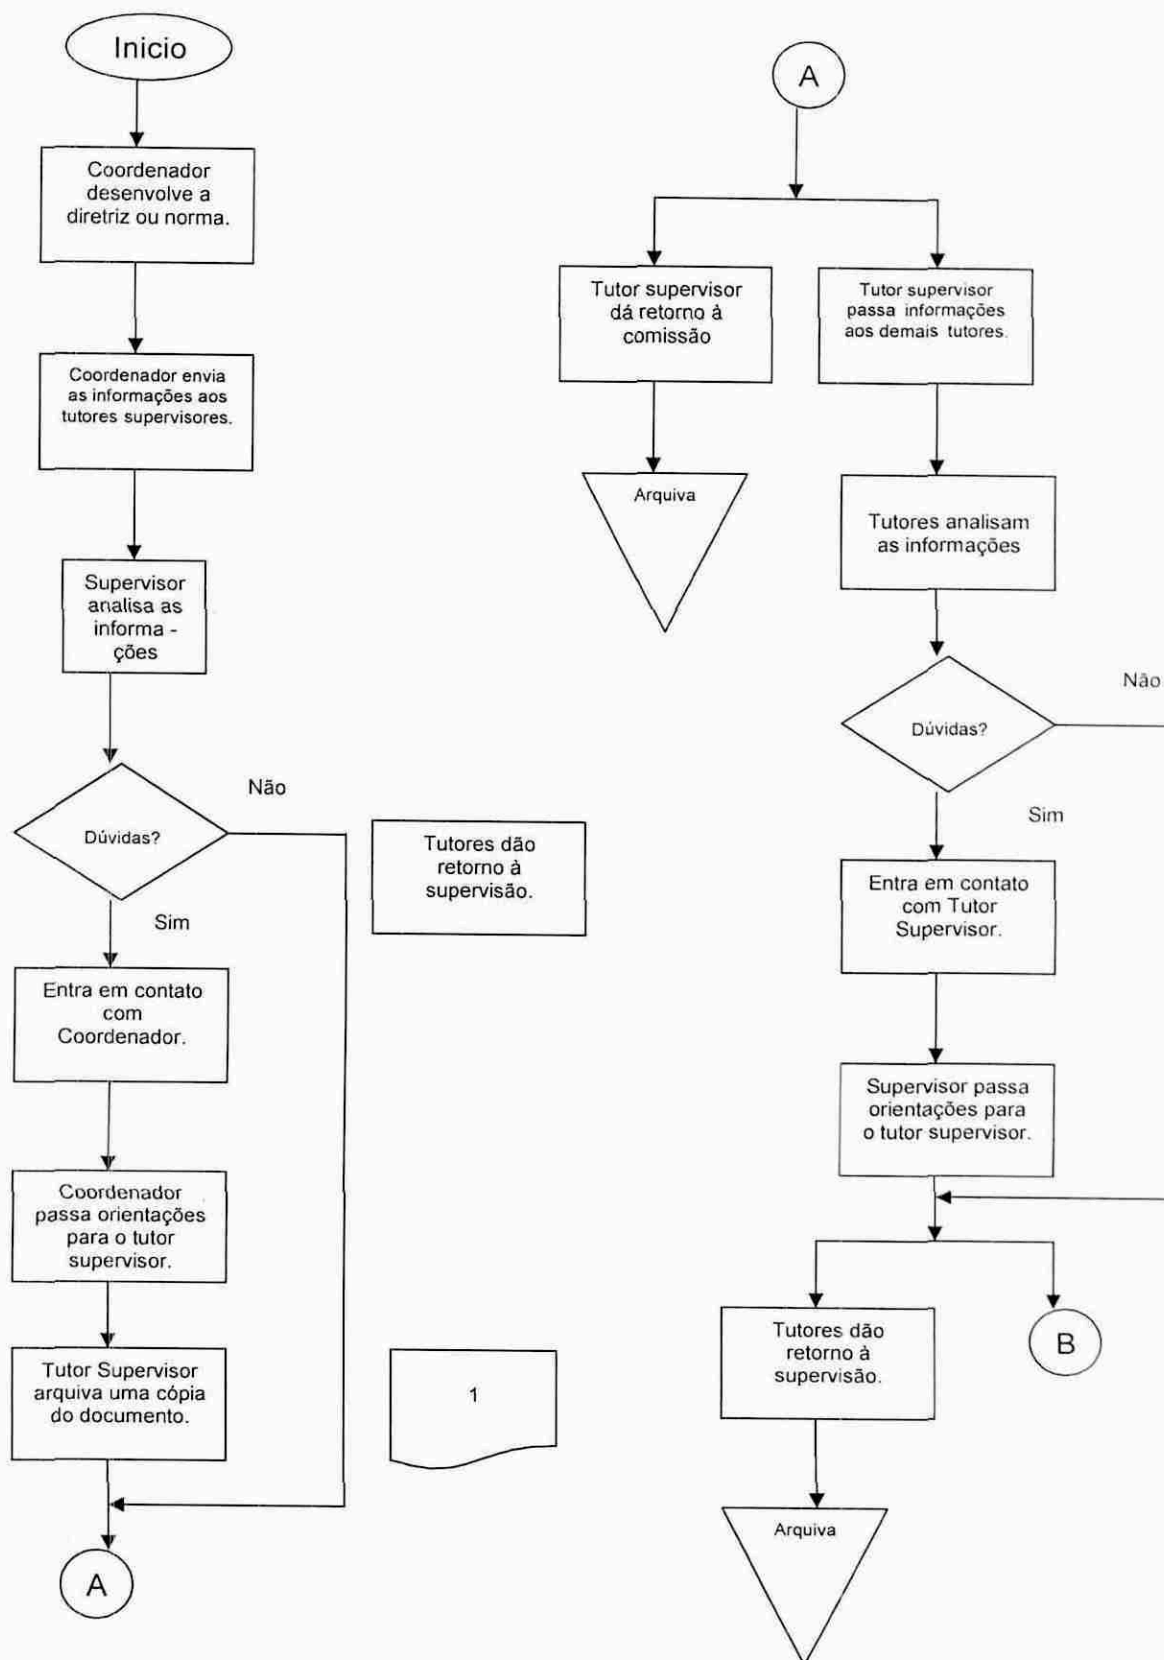 Inicio
Coordenador
desenvolve a
diretriz ou norma.
Coordenador envia
as informações aos
tutores supervisores.
Supervisor
analisa as
informa -
ções
Dúvidas?
Não
Sim
Tutores dão
retorno à
supervisão.
Entra em contato
com
Coordenador.
Coordenador
passa orientações
para o tutor
supervisor.
Tutor Supervisor
arquiva uma cópia
do documento.
1
A
A
Tutor supervisor
dá retorno à
comissão
Arquiva
Tutor supervisor
passa informações
aos demais tutores.
Tutores analisam
as informações
Dúvidas?
Não
Sim
Entra em contato
com Tutor
Supervisor.
Supervisor passa
orientações para
o tutor supervisor.
Tutores dão
retorno à
supervisão.
B
Arquiva